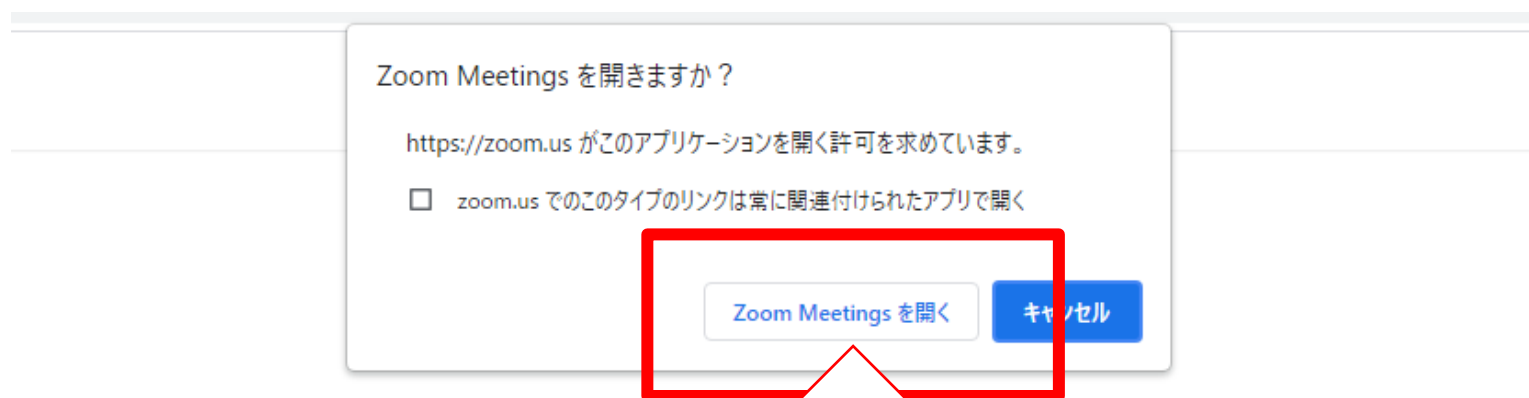 Zoom Meetings を開きますか？
https://zoom.us がこのアプリケーションを開く許可を求めています。
zoom.us でのこのタイプのリンクは常に関連付けられたアプリで開く
Zoom Meetings を開く
キャンセル